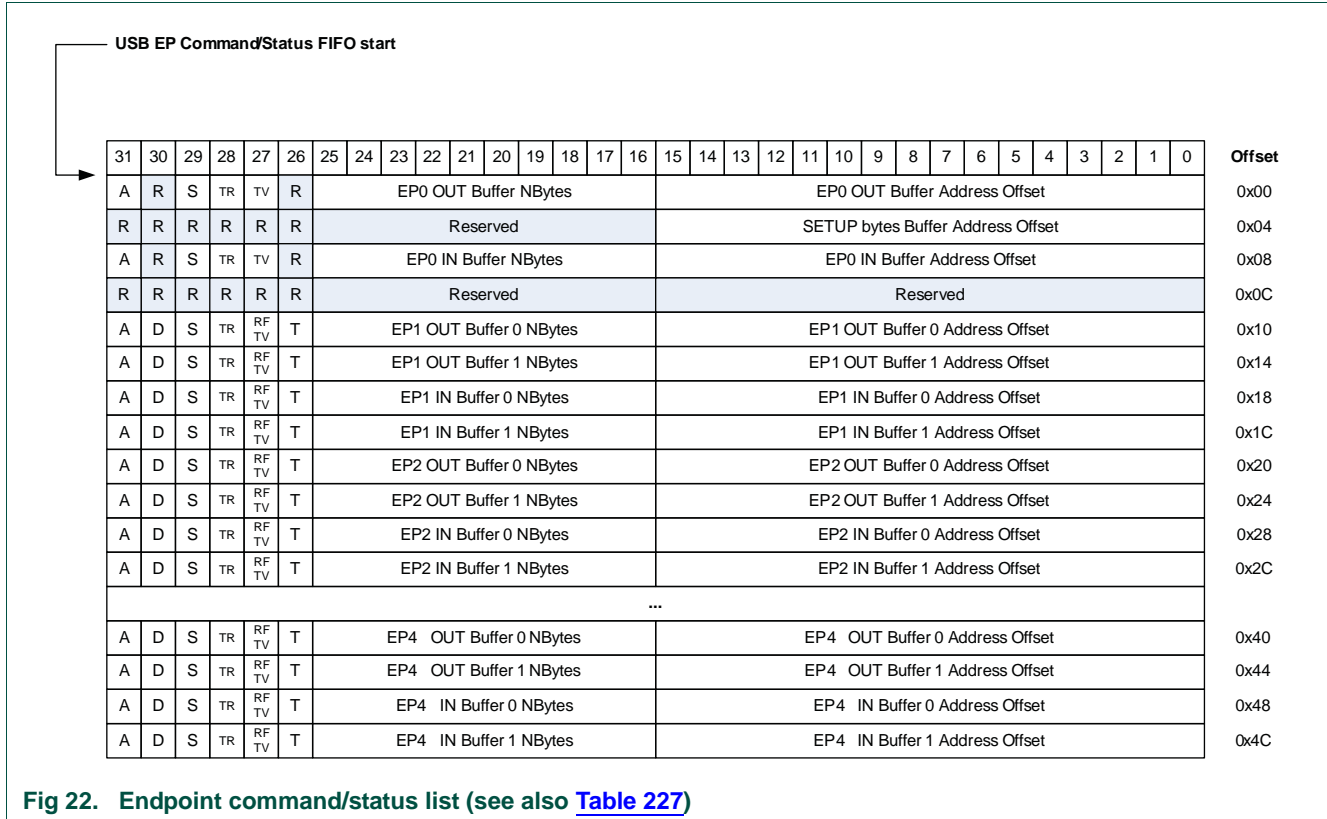 USB EP Command/Status FIFO start
31 30 29 28 27 26 25 24 23 22 21 20 19 18 17 16 15 14 13 12 11 10 9 8 7 6 5 4 3 2 1 0 Offset
A R S TR TV R EP0 OUT Buffer NBytes EP0 OUT Buffer Address Offset 0x00
R R R R R R Reserved SETUP bytes Buffer Address Offset 0x04
A R S TR TV R EP0 IN Buffer NBytes EP0 IN Buffer Address Offset 0x08
R R R R R R Reserved Reserved 0x0C
A D S TR RF TV T EP1 OUT Buffer 0 NBytes EP1 OUT Buffer 0 Address Offset 0x10
A D S TR RF TV T EP1 OUT Buffer 1 NBytes EP1 OUT Buffer 1 Address Offset 0x14
A D S TR RF TV T EP1 IN Buffer 0 NBytes EP1 IN Buffer 0 Address Offset 0x18
A D S TR RF TV T EP1 IN Buffer 1 NBytes EP1 IN Buffer 1 Address Offset 0x1C
A D S TR RF TV T EP2 OUT Buffer 0 NBytes EP2 OUT Buffer 0 Address Offset 0x20
A D S TR RF TV T EP2 OUT Buffer 1 NBytes EP2 OUT Buffer 1 Address Offset 0x24
A D S TR RF TV T EP2 IN Buffer 0 NBytes EP2 IN Buffer 0 Address Offset 0x28
A D S TR RF TV T EP2 IN Buffer 1 NBytes EP2 IN Buffer 1 Address Offset 0x2C
...
A D S TR RF TV T EP4 OUT Buffer 0 NBytes EP4 OUT Buffer 0 Address Offset 0x40
A D S TR RF TV T EP4 OUT Buffer 1 NBytes EP4 OUT Buffer 1 Address Offset 0x44
A D S TR RF TV T EP4 IN Buffer 0 NBytes EP4 IN Buffer 0 Address Offset 0x48
A D S TR RF TV T EP4 IN Buffer 1 NBytes EP4 IN Buffer 1 Address Offset 0x4C
Fig 22. Endpoint command/status list (see also Table 227)